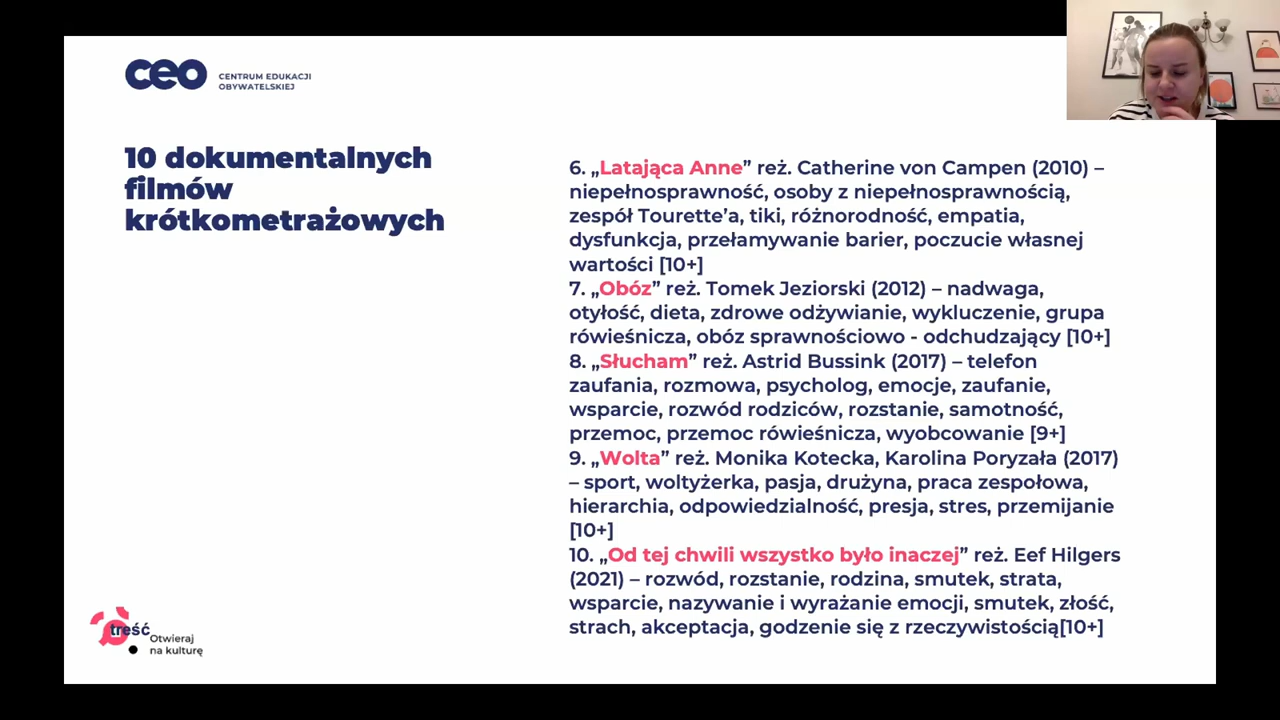 ceo CENTRUM EDUKACJI
OBYWATELSKIEJ
10 dokumentalnych
filmów
krótkometrażowych
6. „Latająca Anne” reż. Catherine von Campen (2010) –
niepełnosprawność, osoby z niepełnosprawnością,
zespół Tourette’a, tiki, różnorodność, empatia,
dysfunkcja, przełamywanie barier, poczucie własnej
wartości [10+]
7. „Obóz” reż. Tomek Jeziorski (2012) – nadwaga,
otyłość, dieta, zdrowe odżywianie, wykluczenie, grupa
rówieśnicza, obóz sprawnościowo - odchudzający [10+]
8. „Słucham” reż. Astrid Bussink (2017) – telefon
zaufania, rozmowa, psycholog, emocje, zaufanie,
wsparcie, rozwód rodziców, rozstanie, samotność,
przemoc, przemoc rówieśnicza, wyobcowanie [9+]
9. „Wolta” reż. Monika Kotecka, Karolina Poryzała (2017)
– sport, woltyżerka, pasja, drużyna, praca zespołowa,
hierarchia, odpowiedzialność, presja, stres, przemijanie
[10+]
10. „Od tej chwili wszystko było inaczej” reż. Eef Hilgers
(2021) – rozwód, rozstanie, rodzina, smutek, strata,
wsparcie, nazywanie i wyrażanie emocji, smutek, złość,
strach, akceptacja, godzenie się z rzeczywistością[10+]
treść
Otwieraj
na kulturę